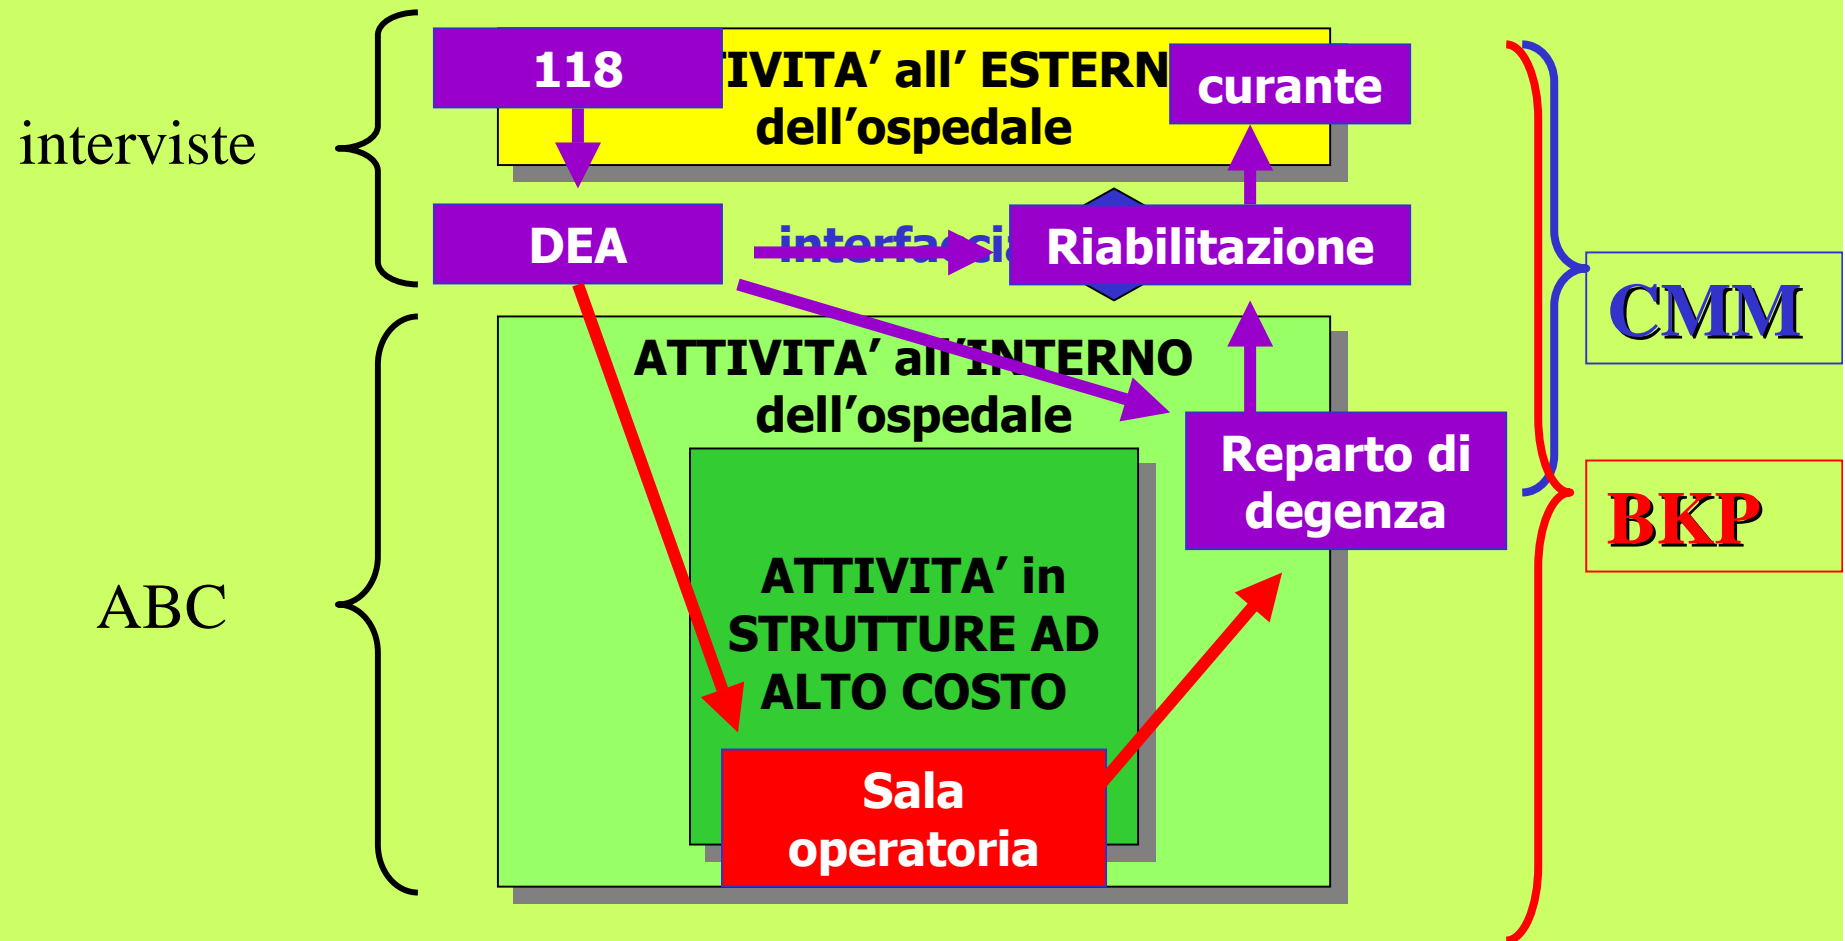 118
IVITA’ all’ ESTERN
dell’ospedale
curante
interviste
DEA
interfaccia
Riabilitazione
CMM
ATTIVITA’ all’INTERNO
dell’ospedale
Reparto di
degenza
BKP
ABC
ATTIVITA’ in
STRUTTURE AD
ALTO COSTO
Sala
operatoria